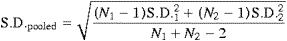 S.D.pooled = √(((N₁ − 1)S.D.₁² + (N₂ − 1)S.D.₂²) / (N₁ + N₂ − 2))